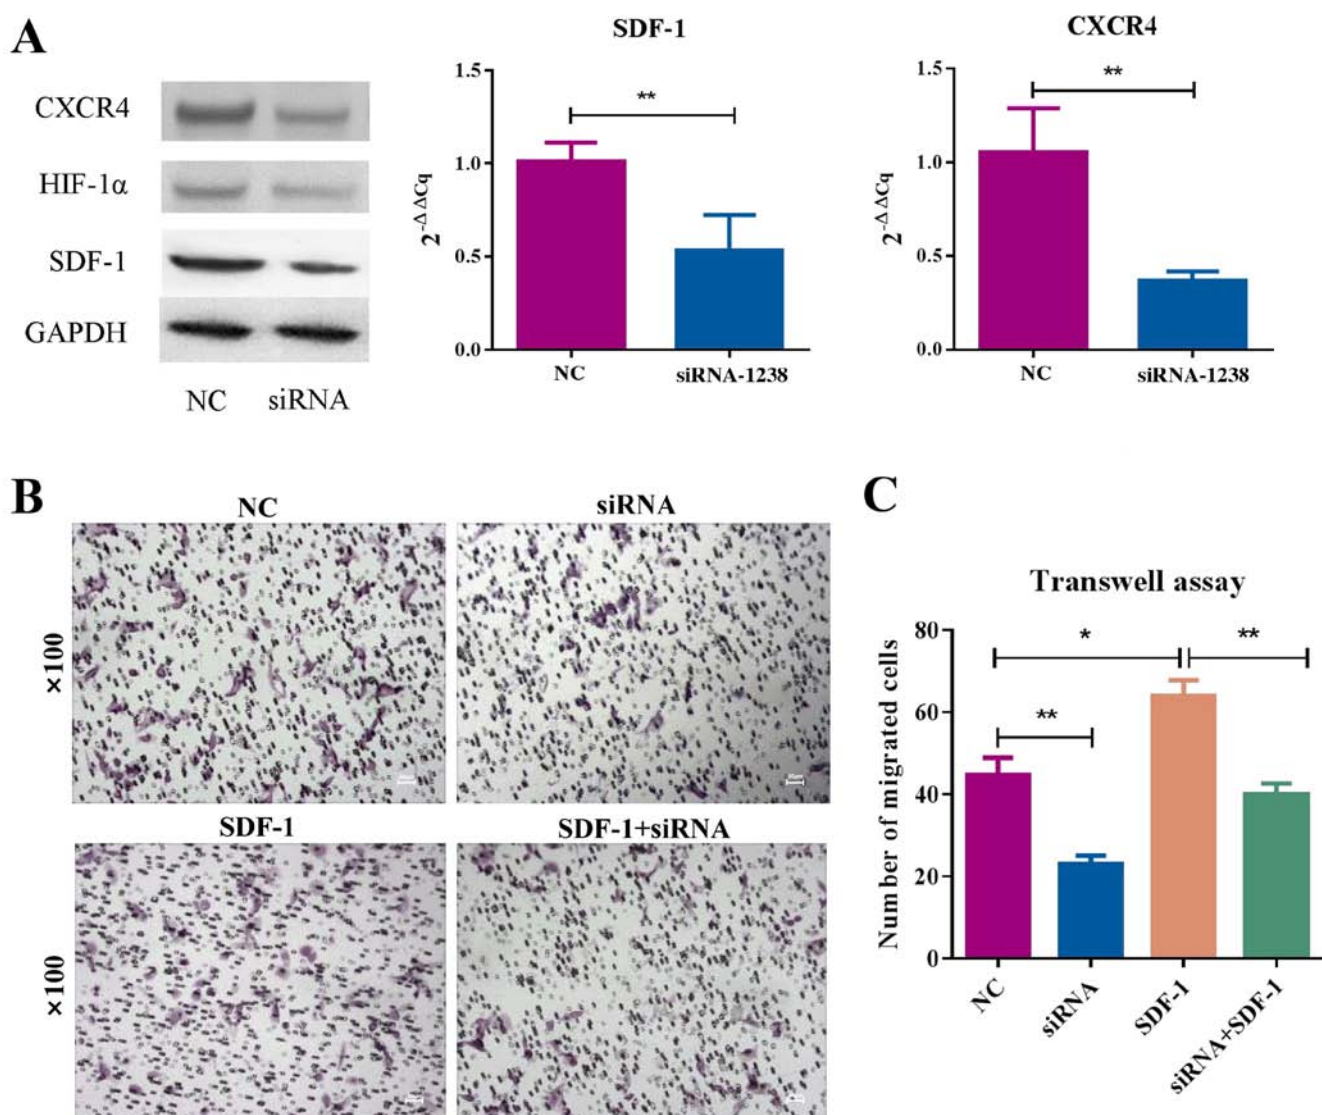 A
CXCR4
HIF-1α
SDF-1
GAPDH
NC siRNA
SDF-1
**
1.5
1.0
0.5
0.0
2^-ΔΔCq
NC siRNA-1238
CXCR4
**
1.5
1.0
0.5
0.0
2^-ΔΔCq
NC siRNA-1238
B
NC siRNA
×100
SDF-1 SDF-1+siRNA
×100
C
Transwell assay
Number of migrated cells
80
60
40
20
0
* **
**
NC
siRNA
SDF-1
siRNA+SDF-1